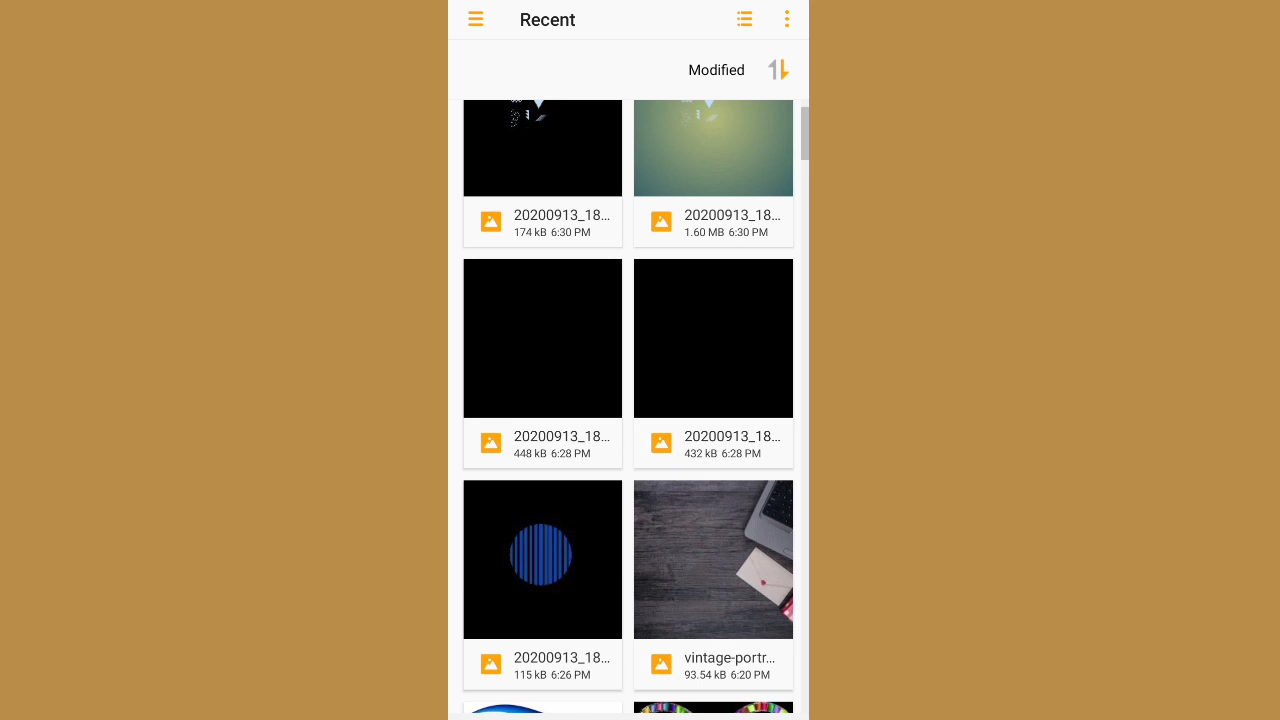 Recent
Modified
20200913_18...
174 kB 6:30 PM
20200913_18...
1.60 MB 6:30 PM
20200913_18...
448 kB 6:28 PM
20200913_18...
432 kB 6:28 PM
20200913_18...
115 kB 6:26 PM
vintage-portr...
93.54 kB 6:20 PM